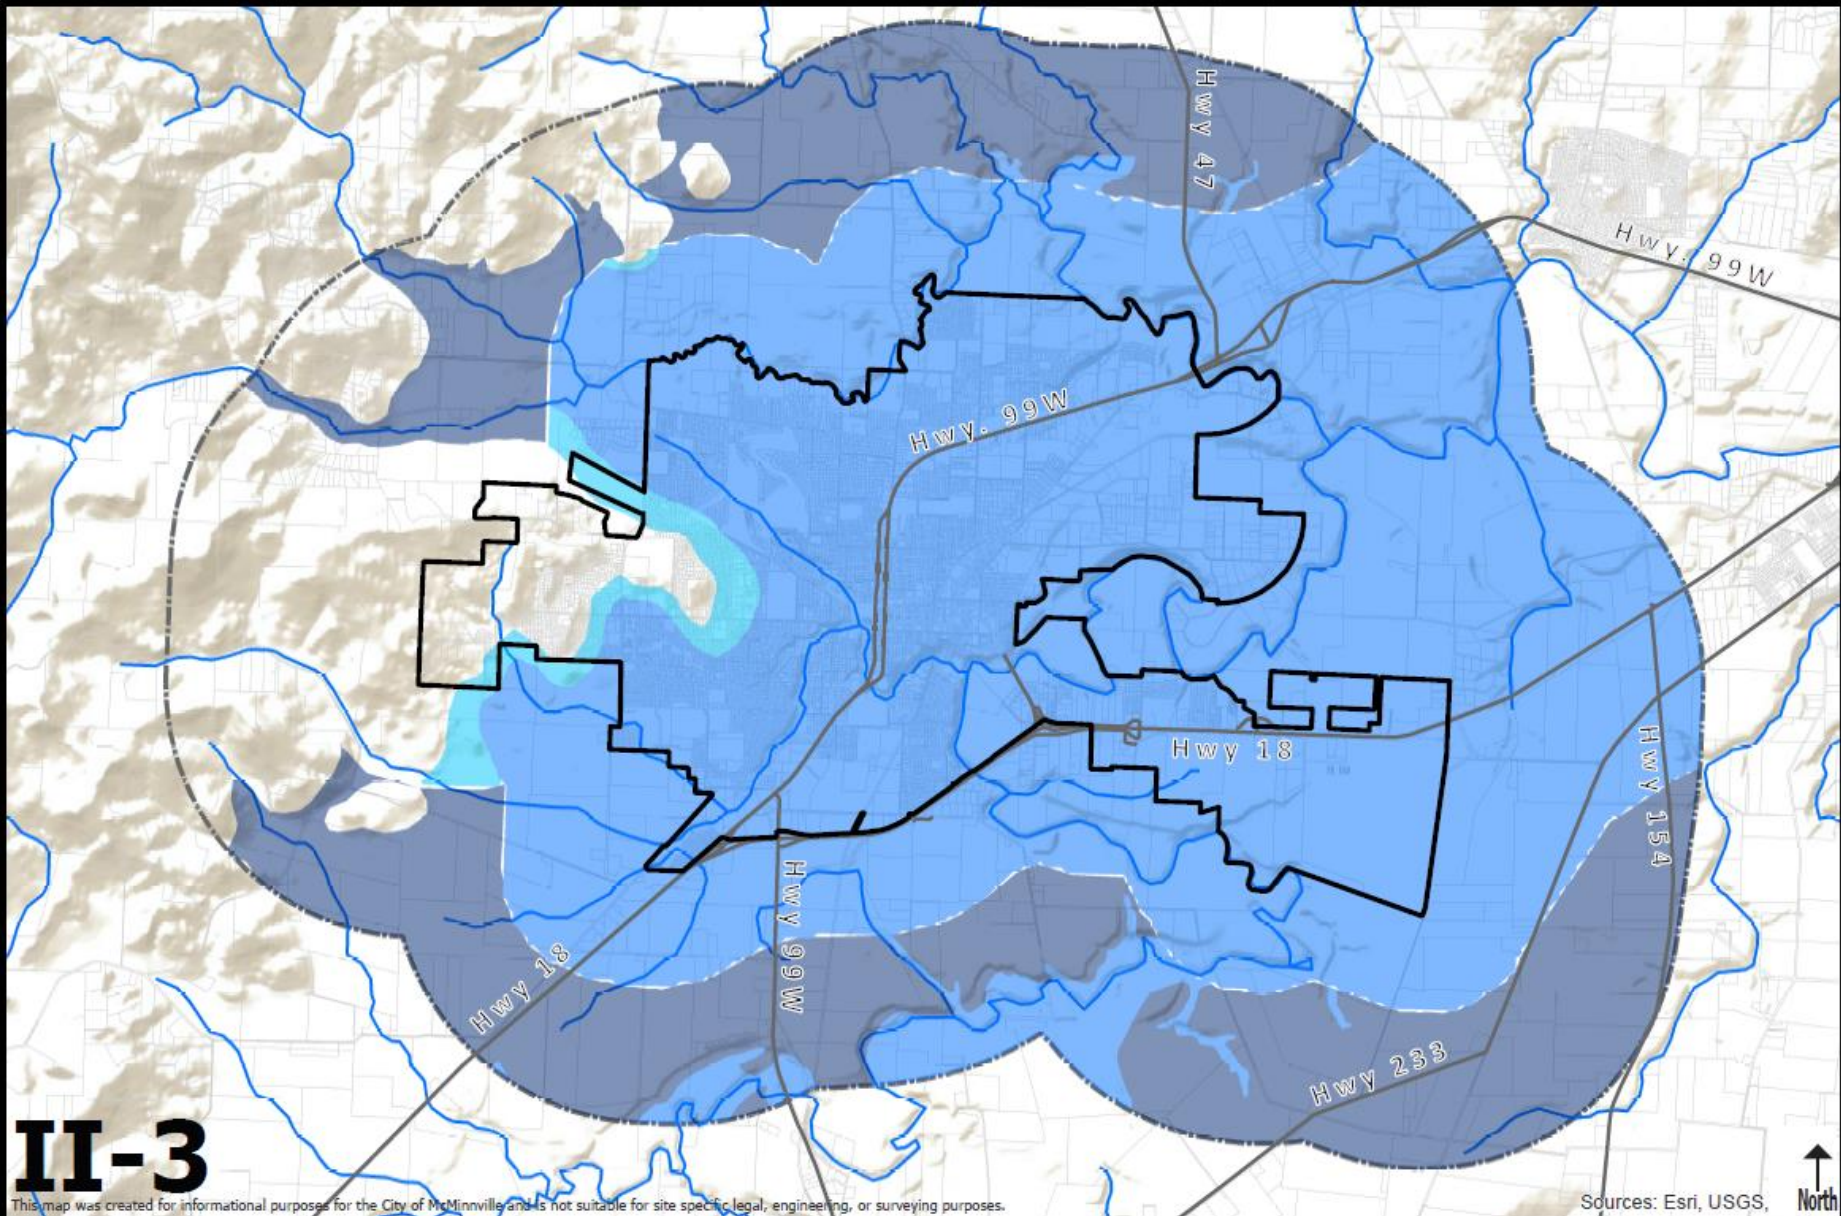 Hwy 47
Hwy. 99W
Hwy. 99W
Hwy 18
Hwy 154
Hwy 99W
Hwy 18
Hwy 233
II-3
This map was created for informational purposes for the City of McMinnville and is not suitable for site specific legal, engineering, or surveying purposes.
Sources: Esri, USGS,
North